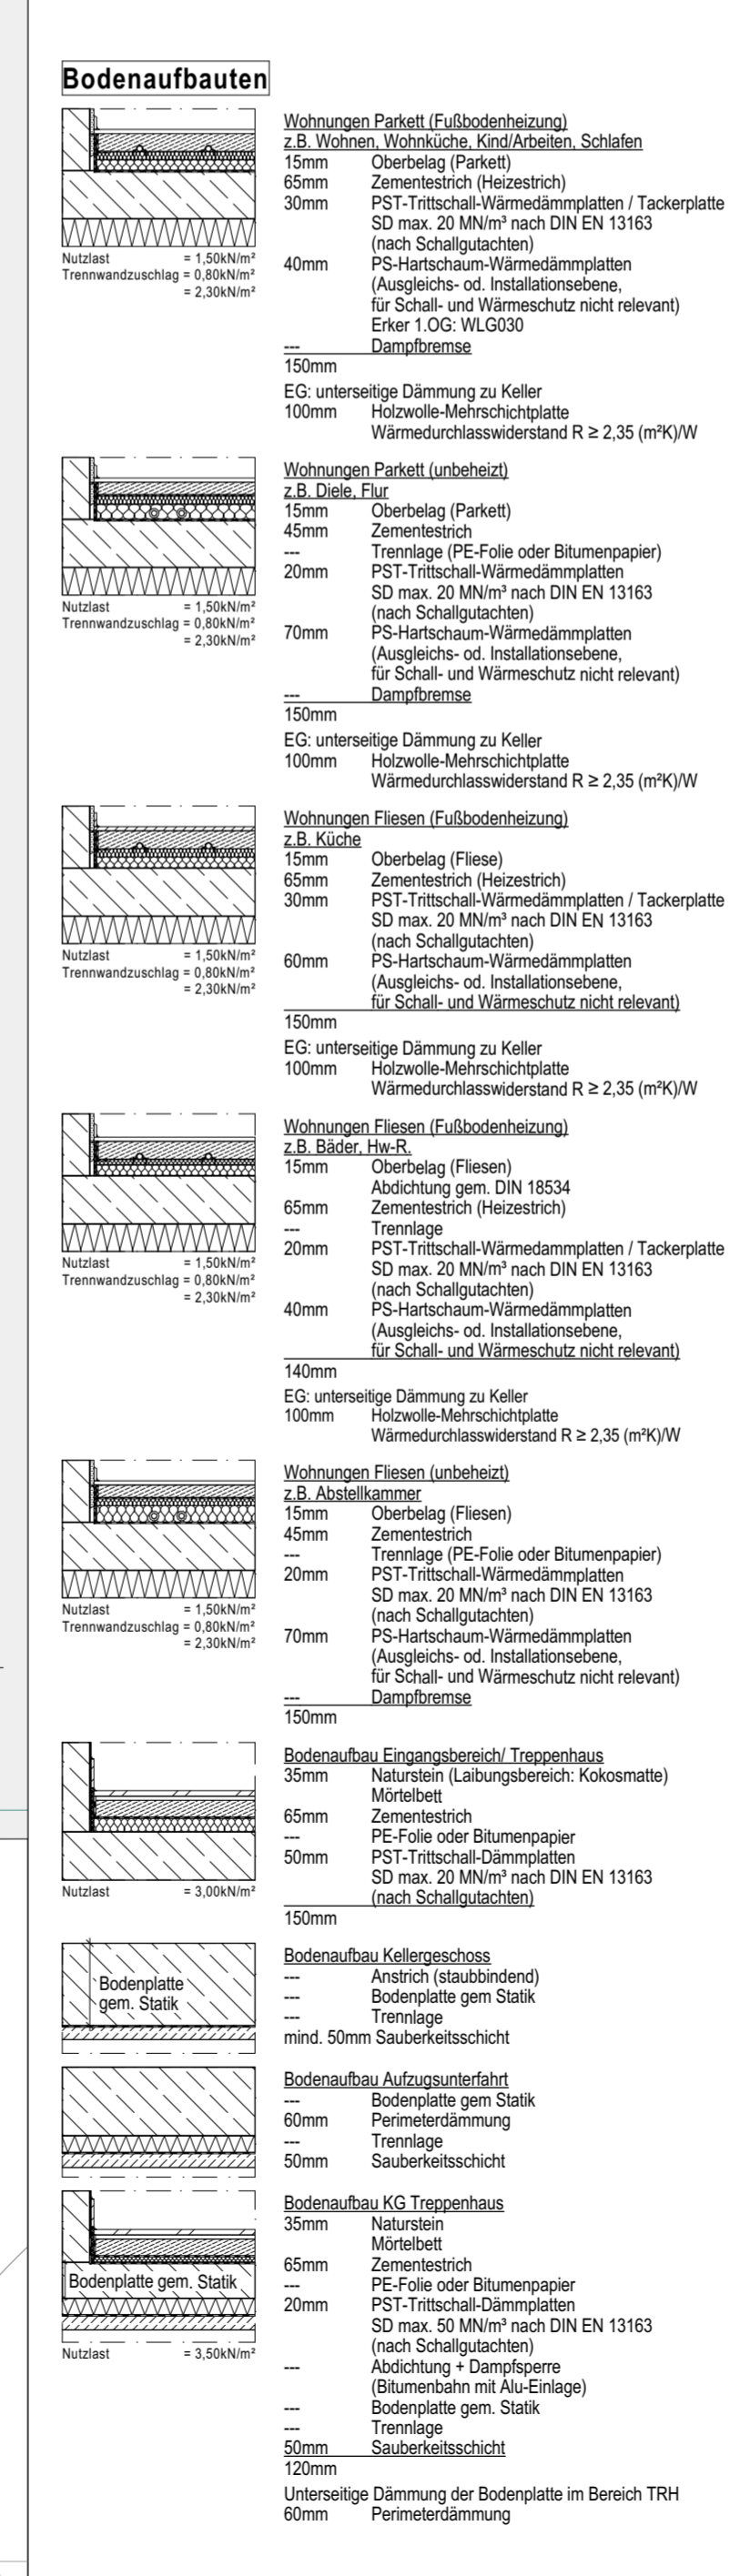 Bodenaufbauten
Wohnungen Parkett (Fußbodenheizung)
z.B. Wohnen, Wohnküche, Kind/Arbeiten, Schlafen
15mm Oberbelag (Parkett)
65mm Zementestrich (Heizestrich)
30mm PST-Trittschall-Wärmedämmplatten / Tackerplatte
SD max. 20 MN/m³ nach DIN EN 13163
(nach Schallgutachten)
40mm PS-Hartschaum-Wärmedämmplatten
(Ausgleichs- od. Installationsebene,
für Schall- und Wärmeschutz nicht relevant)
Erker 1.OG: WLG030
--- Dampfbremse
150mm
EG: unterseitige Dämmung zu Keller
100mm Holzwolle-Mehrschichtplatte
Wärmedurchlasswiderstand R ≥ 2,35 (m²K)/W
Nutzlast = 1,50kN/m²
Trennwandzuschlag = 0,80kN/m²
= 2,30kN/m²
Wohnungen Parkett (unbeheizt)
z.B. Diele, Flur
15mm Oberbelag (Parkett)
45mm Zementestrich
--- Trennlage (PE-Folie oder Bitumenpapier)
20mm PST-Trittschall-Wärmedämmplatten
SD max. 20 MN/m³ nach DIN EN 13163
(nach Schallgutachten)
70mm PS-Hartschaum-Wärmedämmplatten
(Ausgleichs- od. Installationsebene,
für Schall- und Wärmeschutz nicht relevant)
--- Dampfbremse
150mm
EG: unterseitige Dämmung zu Keller
100mm Holzwolle-Mehrschichtplatte
Wärmedurchlasswiderstand R ≥ 2,35 (m²K)/W
Nutzlast = 1,50kN/m²
Trennwandzuschlag = 0,80kN/m²
= 2,30kN/m²
Wohnungen Fliesen (Fußbodenheizung)
z.B. Küche
15mm Oberbelag (Fliese)
65mm Zementestrich (Heizestrich)
30mm PST-Trittschall-Wärmedämmplatten / Tackerplatte
SD max. 20 MN/m³ nach DIN EN 13163
(nach Schallgutachten)
60mm PS-Hartschaum-Wärmedämmplatten
(Ausgleichs- od. Installationsebene,
für Schall- und Wärmeschutz nicht relevant)
150mm
EG: unterseitige Dämmung zu Keller
100mm Holzwolle-Mehrschichtplatte
Wärmedurchlasswiderstand R ≥ 2,35 (m²K)/W
Nutzlast = 1,50kN/m²
Trennwandzuschlag = 0,80kN/m²
= 2,30kN/m²
Wohnungen Fliesen (Fußbodenheizung)
z.B. Bäder, Hw-R.
15mm Oberbelag (Fliesen)
Abdichtung gem. DIN 18534
65mm Zementestrich (Heizestrich)
--- Trennlage
20mm PST-Trittschall-Wärmedammplatten / Tackerplatte
SD max. 20 MN/m³ nach DIN EN 13163
(nach Schallgutachten)
40mm PS-Hartschaum-Wärmedämmplatten
(Ausgleichs- od. Installationsebene,
für Schall- und Wärmeschutz nicht relevant)
140mm
EG: unterseitige Dämmung zu Keller
100mm Holzwolle-Mehrschichtplatte
Wärmedurchlasswiderstand R ≥ 2,35 (m²K)/W
Nutzlast = 1,50kN/m²
Trennwandzuschlag = 0,80kN/m²
= 2,30kN/m²
Wohnungen Fliesen (unbeheizt)
z.B. Abstellkammer
15mm Oberbelag (Fliesen)
45mm Zementestrich
--- Trennlage (PE-Folie oder Bitumenpapier)
20mm PST-Trittschall-Wärmedämmplatten
SD max. 20 MN/m³ nach DIN EN 13163
(nach Schallgutachten)
70mm PS-Hartschaum-Wärmedämmplatten
(Ausgleichs- od. Installationsebene,
für Schall- und Wärmeschutz nicht relevant)
--- Dampfbremse
150mm
Nutzlast = 1,50kN/m²
Trennwandzuschlag = 0,80kN/m²
= 2,30kN/m²
Bodenaufbau Eingangsbereich/ Treppenhaus
35mm Naturstein (Laibungsbereich: Kokosmatte)
Mörtelbett
65mm Zementestrich
--- PE-Folie oder Bitumenpapier
50mm PST-Trittschall-Dämmplatten
SD max. 20 MN/m³ nach DIN EN 13163
(nach Schallgutachten)
150mm
Nutzlast = 3,00kN/m²
Bodenplatte
gem. Statik
Bodenaufbau Kellergeschoss
--- Anstrich (staubbindend)
--- Bodenplatte gem Statik
--- Trennlage
mind. 50mm Sauberkeitsschicht
Bodenaufbau Aufzugsunterfahrt
--- Bodenplatte gem Statik
60mm Perimeterdämmung
--- Trennlage
50mm Sauberkeitsschicht
Bodenaufbau KG Treppenhaus
35mm Naturstein
Mörtelbett
65mm Zementestrich
--- PE-Folie oder Bitumenpapier
20mm PST-Trittschall-Dämmplatten
SD max. 50 MN/m³ nach DIN EN 13163
(nach Schallgutachten)
--- Abdichtung + Dampfsperre
(Bitumenbahn mit Alu-Einlage)
--- Bodenplatte gem. Statik
--- Trennlage
50mm Sauberkeitsschicht
120mm
Unterseitige Dämmung der Bodenplatte im Bereich TRH
60mm Perimeterdämmung
Bodenplatte gem. Statik
Nutzlast = 3,50kN/m²